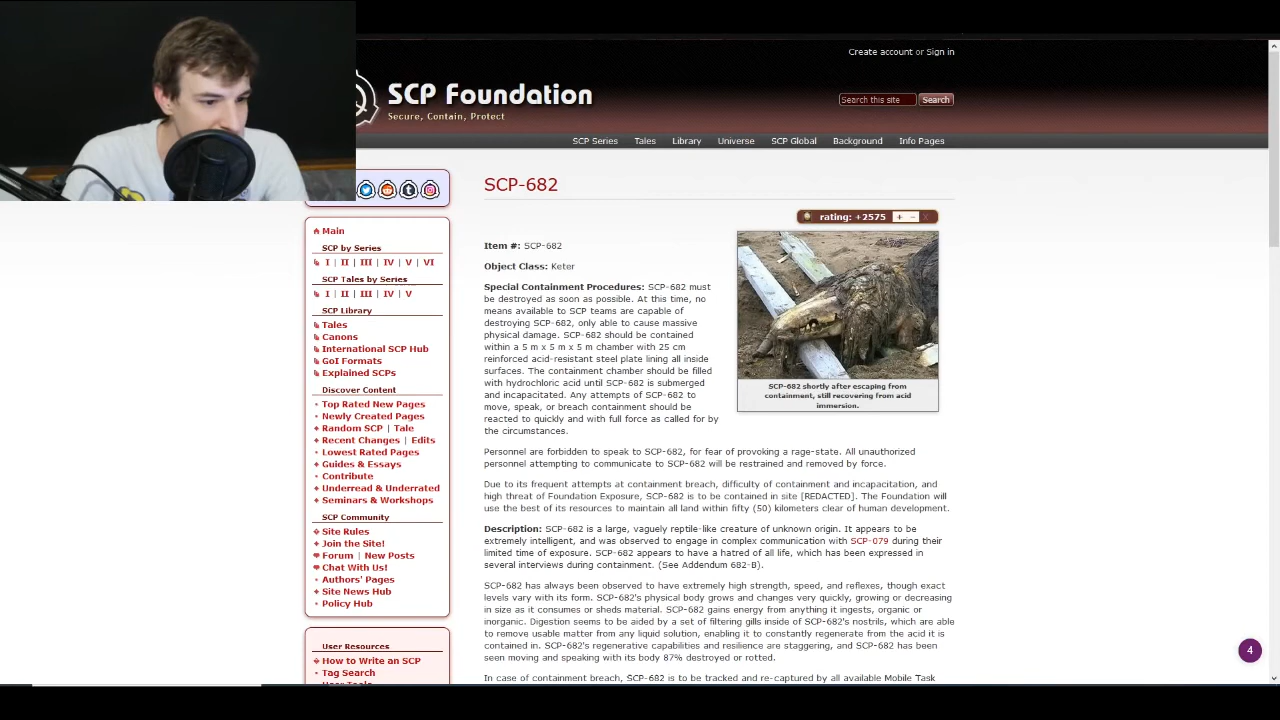 Create account or Sign in
SCP Foundation
Secure, Contain, Protect
Search this site
Search
SCP Series
Tales
Library
Universe
SCP Global
Background
Info Pages
Main
SCP by Series
I | II | III | IV | V | VI
SCP Tales by Series
I | II | III | IV | V
SCP Library
Tales
Canons
International SCP Hub
GoI Formats
Explained SCPs
Discover Content
Top Rated New Pages
Newly Created Pages
Random SCP | Tale
Recent Changes | Edits
Lowest Rated Pages
Guides & Essays
Contribute
Underread & Underrated
Seminars & Workshops
SCP Community
Site Rules
Join the Site!
Forum | New Posts
Chat With Us!
Authors' Pages
Site News Hub
Policy Hub
User Resources
How to Write an SCP
Tag Search
SCP-682
rating: +2575 + – x
Item #: SCP-682
Object Class: Keter
Special Containment Procedures: SCP-682 must
be destroyed as soon as possible. At this time, no
means available to SCP teams are capable of
destroying SCP-682, only able to cause massive
physical damage. SCP-682 should be contained
within a 5 m x 5 m x 5 m chamber with 25 cm
reinforced acid-resistant steel plate lining all inside
surfaces. The containment chamber should be filled
with hydrochloric acid until SCP-682 is submerged
and incapacitated. Any attempts of SCP-682 to
move, speak, or breach containment should be
reacted to quickly and with full force as called for by
the circumstances.
SCP-682 shortly after escaping from
containment, still recovering from acid
immersion.
Personnel are forbidden to speak to SCP-682, for fear of provoking a rage-state. All unauthorized
personnel attempting to communicate to SCP-682 will be restrained and removed by force.
Due to its frequent attempts at containment breach, difficulty of containment and incapacitation, and
high threat of Foundation Exposure, SCP-682 is to be contained in site [REDACTED]. The Foundation will
use the best of its resources to maintain all land within fifty (50) kilometers clear of human development.
Description: SCP-682 is a large, vaguely reptile-like creature of unknown origin. It appears to be
extremely intelligent, and was observed to engage in complex communication with SCP-079 during their
limited time of exposure. SCP-682 appears to have a hatred of all life, which has been expressed in
several interviews during containment. (See Addendum 682-B).
SCP-682 has always been observed to have extremely high strength, speed, and reflexes, though exact
levels vary with its form. SCP-682's physical body grows and changes very quickly, growing or decreasing
in size as it consumes or sheds material. SCP-682 gains energy from anything it ingests, organic or
inorganic. Digestion seems to be aided by a set of filtering gills inside of SCP-682's nostrils, which are able
to remove usable matter from any liquid solution, enabling it to constantly regenerate from the acid it is
contained in. SCP-682's regenerative capabilities and resilience are staggering, and SCP-682 has been
seen moving and speaking with its body 87% destroyed or rotted.
In case of containment breach, SCP-682 is to be tracked and re-captured by all available Mobile Task
4